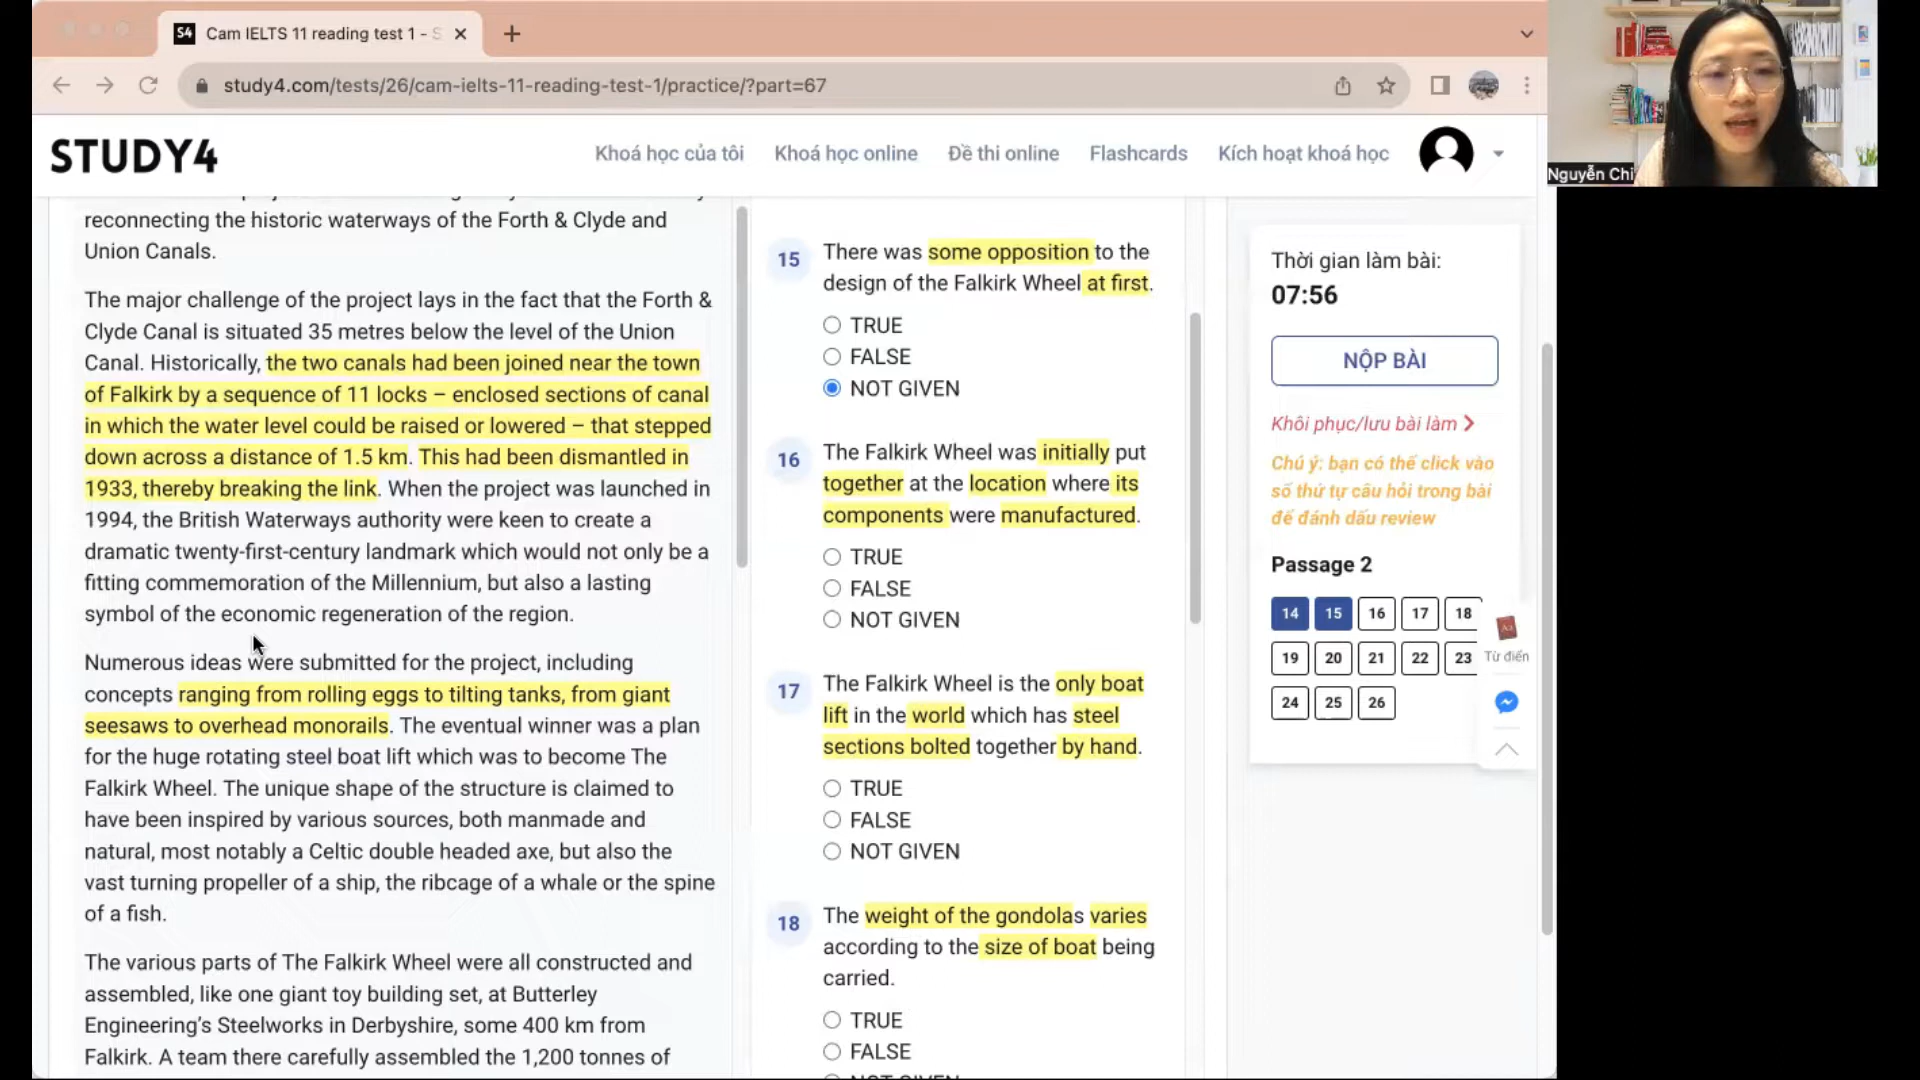 S4 Cam IELTS 11 reading test 1 - S
study4.com/tests/26/cam-ielts-11-reading-test-1/practice/?part=67
STUDY4
Khoá học của tôi
Khoá học online
Đề thi online
Flashcards
Kích hoạt khoá học
Nguyễn Chi
reconnecting the historic waterways of the Forth & Clyde and
Union Canals.
The major challenge of the project lays in the fact that the Forth &
Clyde Canal is situated 35 metres below the level of the Union
Canal. Historically, the two canals had been joined near the town
of Falkirk by a sequence of 11 locks – enclosed sections of canal
in which the water level could be raised or lowered – that stepped
down across a distance of 1.5 km. This had been dismantled in
1933, thereby breaking the link. When the project was launched in
1994, the British Waterways authority were keen to create a
dramatic twenty-first-century landmark which would not only be a
fitting commemoration of the Millennium, but also a lasting
symbol of the economic regeneration of the region.
Numerous ideas were submitted for the project, including
concepts ranging from rolling eggs to tilting tanks, from giant
seesaws to overhead monorails. The eventual winner was a plan
for the huge rotating steel boat lift which was to become The
Falkirk Wheel. The unique shape of the structure is claimed to
have been inspired by various sources, both manmade and
natural, most notably a Celtic double headed axe, but also the
vast turning propeller of a ship, the ribcage of a whale or the spine
of a fish.
The various parts of The Falkirk Wheel were all constructed and
assembled, like one giant toy building set, at Butterley
Engineering's Steelworks in Derbyshire, some 400 km from
Falkirk. A team there carefully assembled the 1,200 tonnes of
15
There was some opposition to the
design of the Falkirk Wheel at first.
TRUE
FALSE
NOT GIVEN
16
The Falkirk Wheel was initially put
together at the location where its
components were manufactured.
TRUE
FALSE
NOT GIVEN
17
The Falkirk Wheel is the only boat
lift in the world which has steel
sections bolted together by hand.
TRUE
FALSE
NOT GIVEN
18
The weight of the gondolas varies
according to the size of boat being
carried.
TRUE
FALSE
NOT GIVEN
Thời gian làm bài:
07:56
NỘP BÀI
Khôi phục/lưu bài làm
Chú ý: bạn có thể click vào
số thứ tự câu hỏi trong bài
để đánh dấu review
Passage 2
14 15 16 17 18
19 20 21 22 23
24 25 26
Từ điển